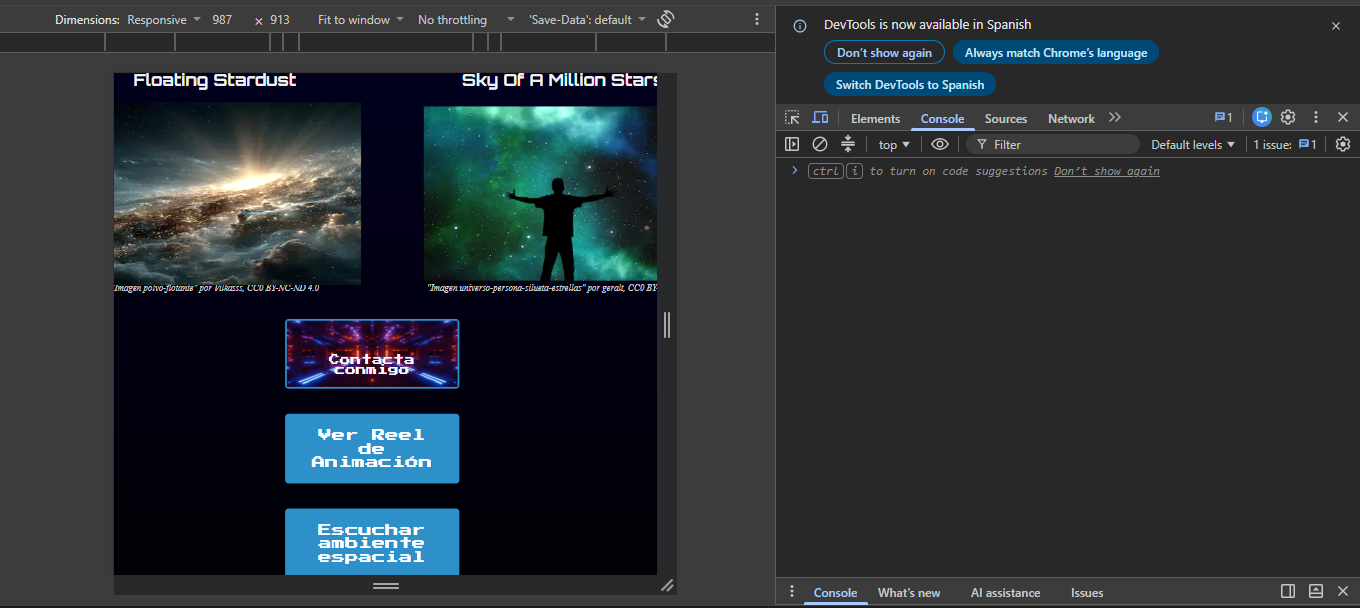 Dimensions: Responsive 987 × 913 Fit to window No throttling 'Save-Data': default
Floating Stardust
Sky Of A Million Stars
Imagen polvo-flotante" por Vilkasss, CC0 BY-NC-ND 4.0
"Imagen universo-persona-silueta-estrellas" por geralt, CC0 BY-
Contacta
conmigo
Ver Reel
de
Animación
Escuchar
ambiente
espacial
DevTools is now available in Spanish
Don't show again Always match Chrome's language
Switch DevTools to Spanish
Elements Console Sources Network 1
top Filter Default levels 1 issue: 1
ctrl i to turn on code suggestions Don't show again
Console What's new AI assistance Issues